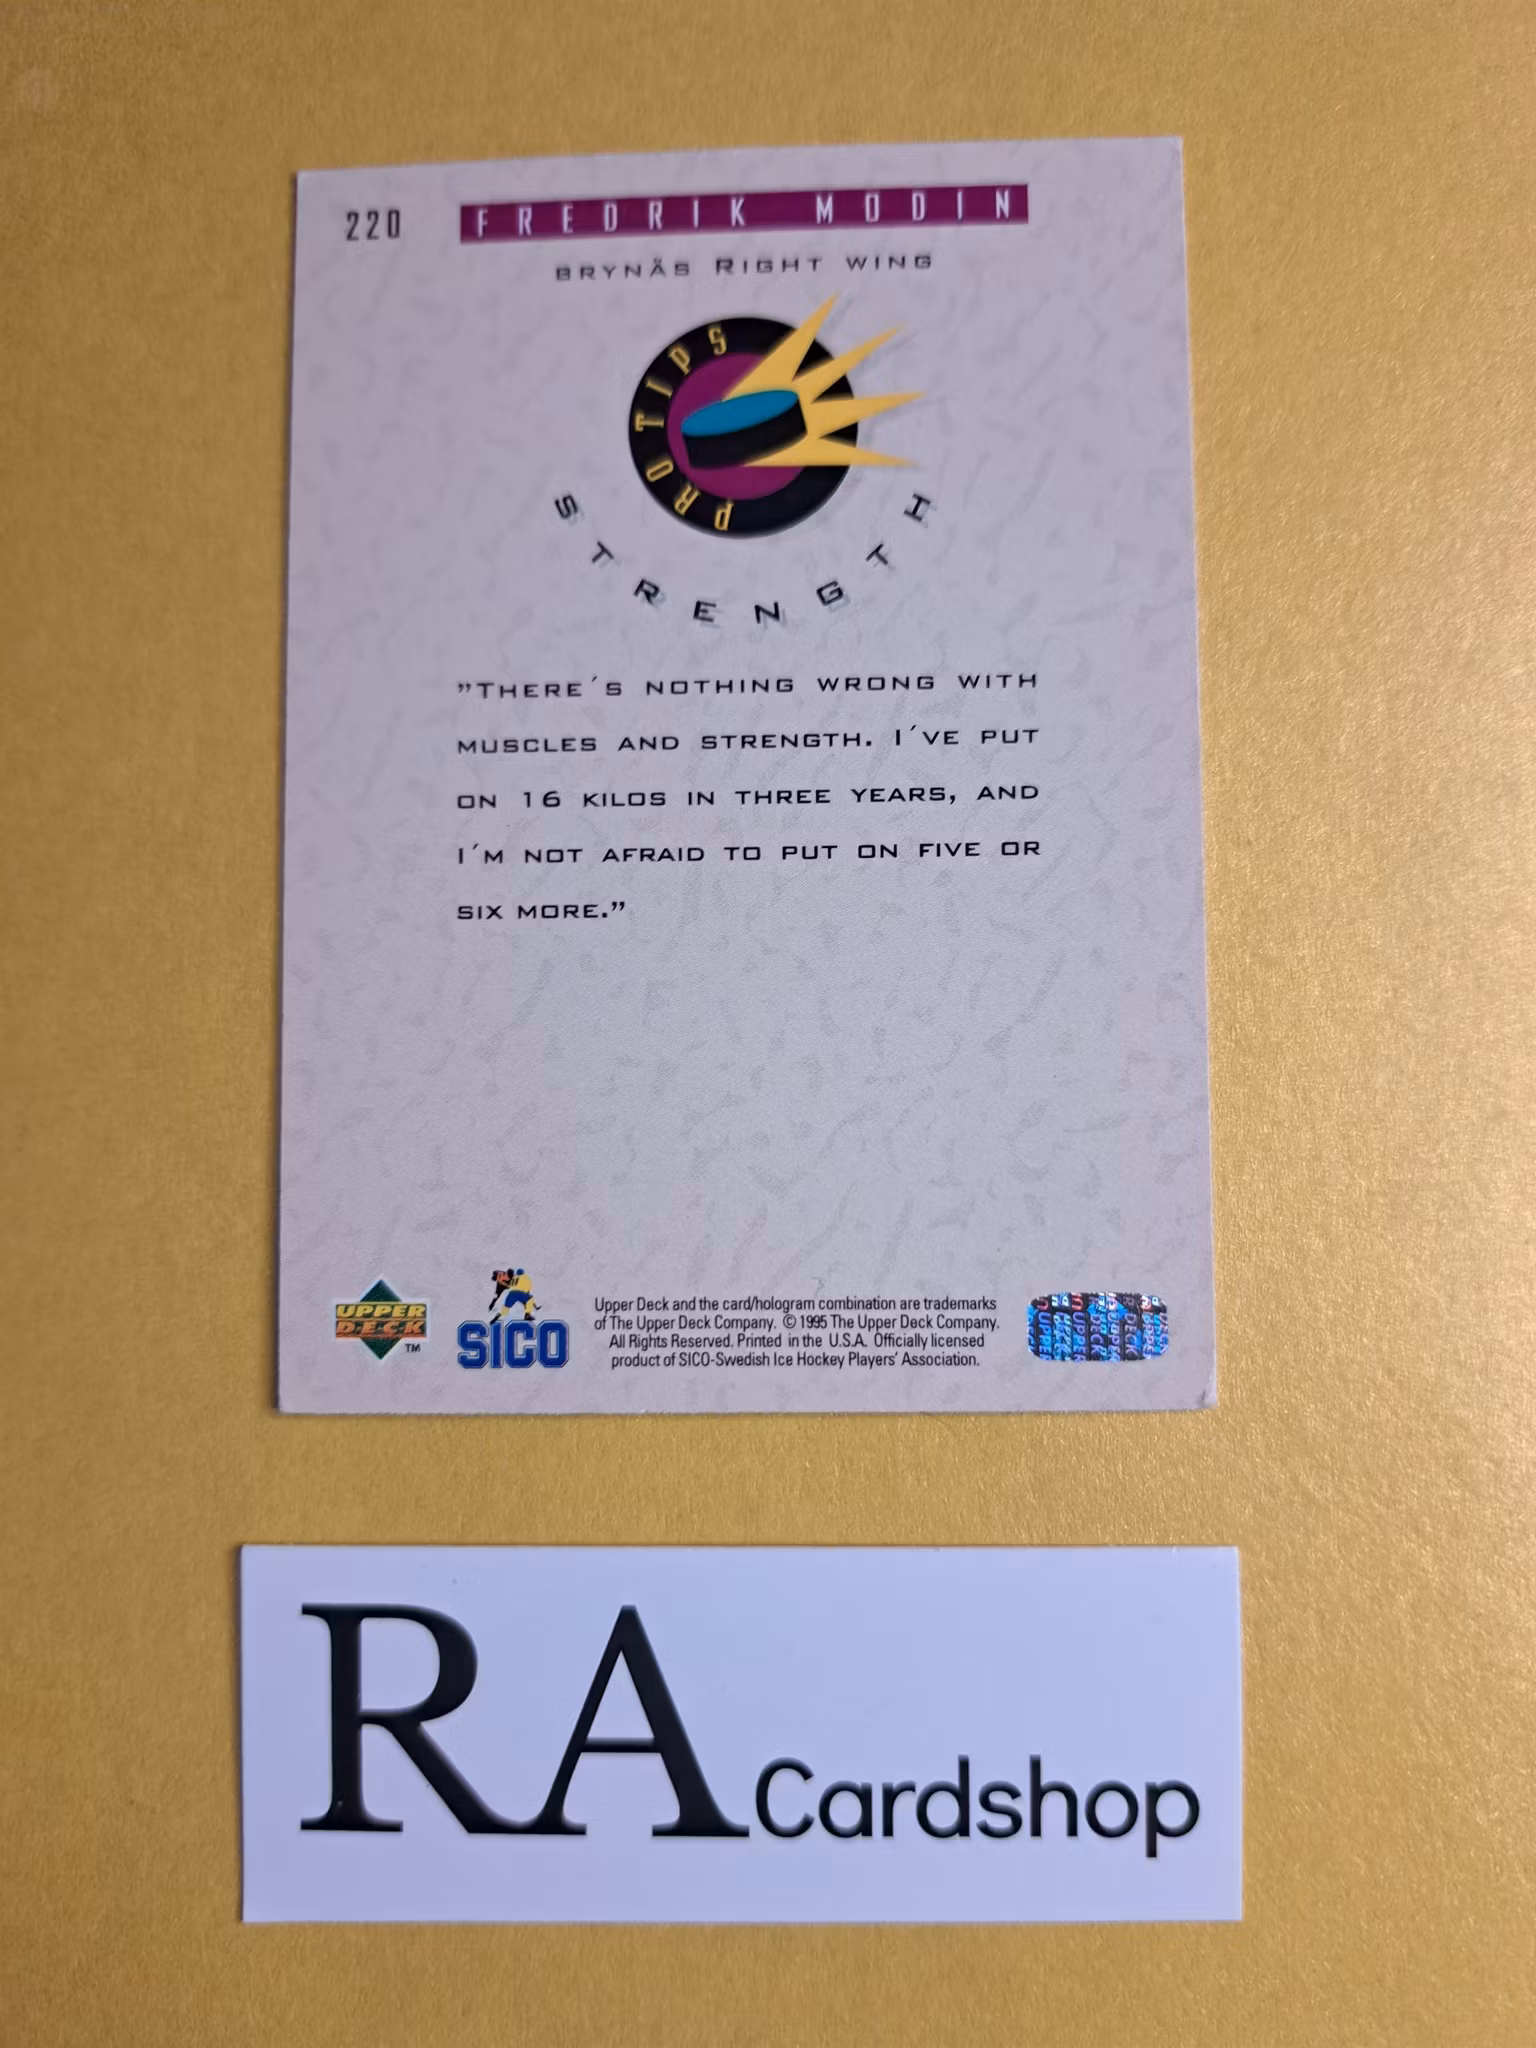 220 FREDRIK MODIN
BRYNÄS RIGHT WING
PRO TIPS
STRENGTH
”THERE´S NOTHING WRONG WITH
MUSCLES AND STRENGTH. I´VE PUT
ON 16 KILOS IN THREE YEARS, AND
I´M NOT AFRAID TO PUT ON FIVE OR
SIX MORE.”
UPPER
DECK
TM
SICO
Upper Deck and the card/hologram combination are trademarks
of The Upper Deck Company. © 1995 The Upper Deck Company.
All Rights Reserved. Printed in the U.S.A. Officially licensed
product of SICO-Swedish Ice Hockey Players' Association.
RA Cardshop